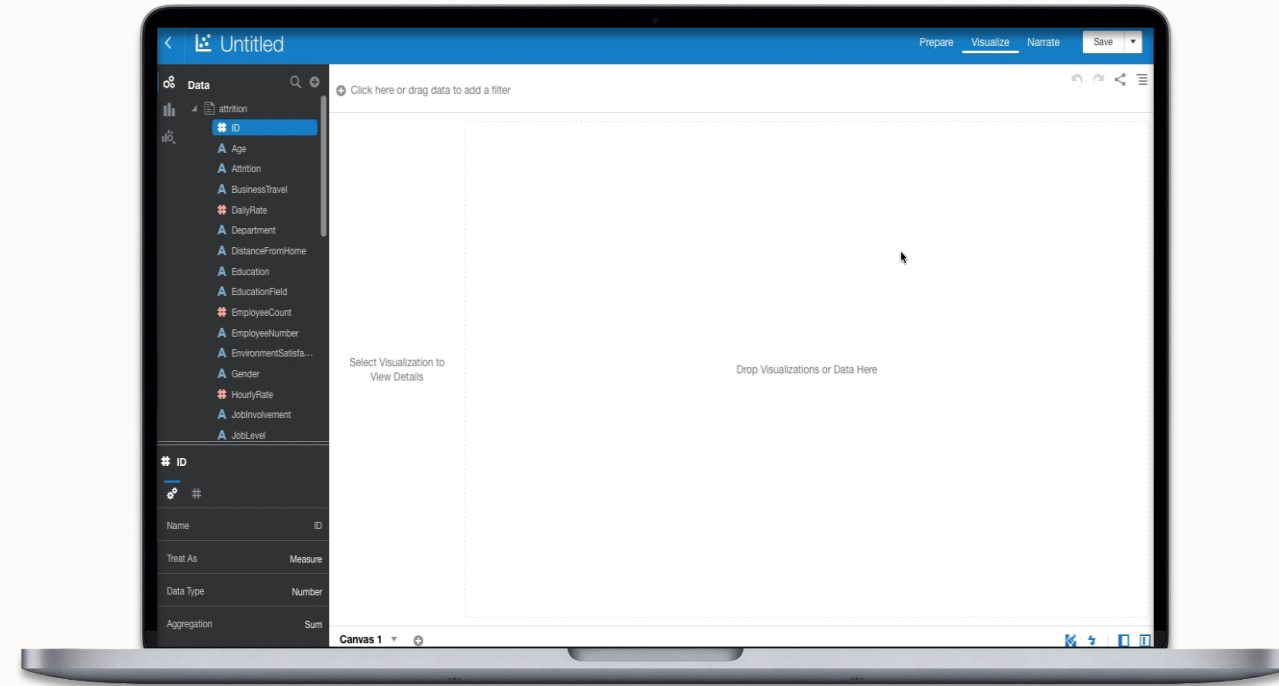 Untitled
Prepare Visualize Narrate Save
Data
Click here or drag data to add a filter
attrition
# ID
A Age
A Attrition
A BusinessTravel
# DailyRate
A Department
A DistanceFromHome
A Education
A EducationField
# EmployeeCount
A EmployeeNumber
A EnvironmentSatisfa...
A Gender
# HourlyRate
A JobInvolvement
A JobLevel
Select Visualization to
View Details
Drop Visualizations or Data Here
# ID
#
Name ID
Treat As Measure
Data Type Number
Aggregation Sum
Canvas 1